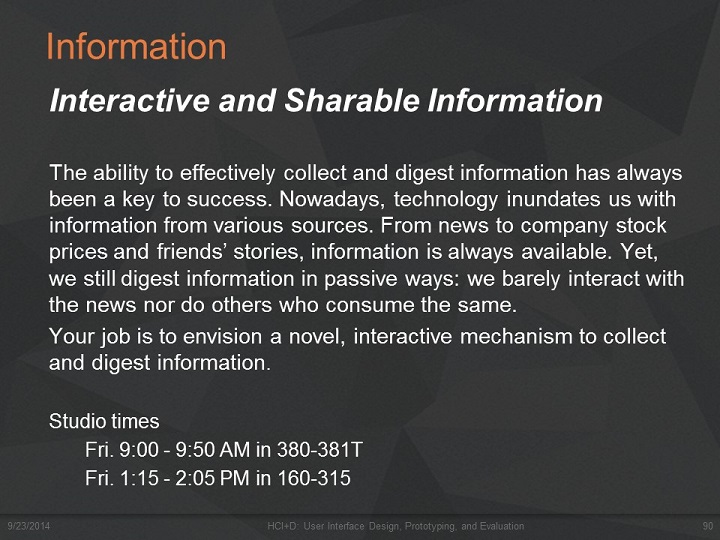 Information
Interactive and Sharable Information
The ability to effectively collect and digest information has always
been a key to success. Nowadays, technology inundates us with
information from various sources. From news to company stock
prices and friends’ stories, information is always available. Yet,
we still digest information in passive ways: we barely interact with
the news nor do others who consume the same.
Your job is to envision a novel, interactive mechanism to collect
and digest information.
Studio times
Fri. 9:00 - 9:50 AM in 380-381T
Fri. 1:15 - 2:05 PM in 160-315
9/23/2014 HCI+D: User Interface Design, Prototyping, and Evaluation 90